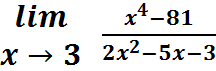 lim x→3 x⁴−81 / 2x²−5x−3